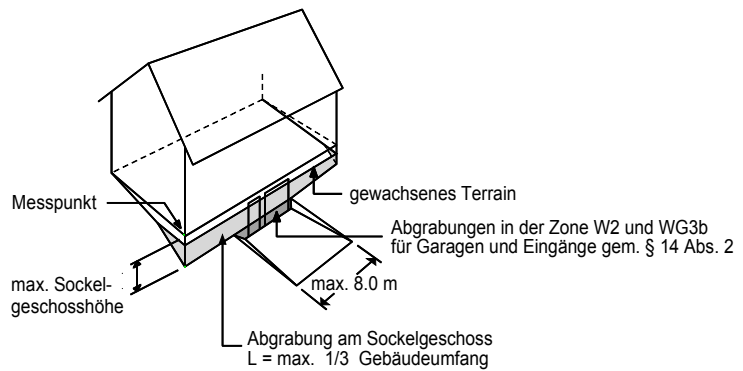 Messpunkt
gewachsenes Terrain
Abgrabungen in der Zone W2 und WG3b
für Garagen und Eingänge gem. § 14 Abs. 2
max. Sockel-
geschosshöhe
max. 8.0 m
Abgrabung am Sockelgeschoss
L = max. 1/3 Gebäudeumfang